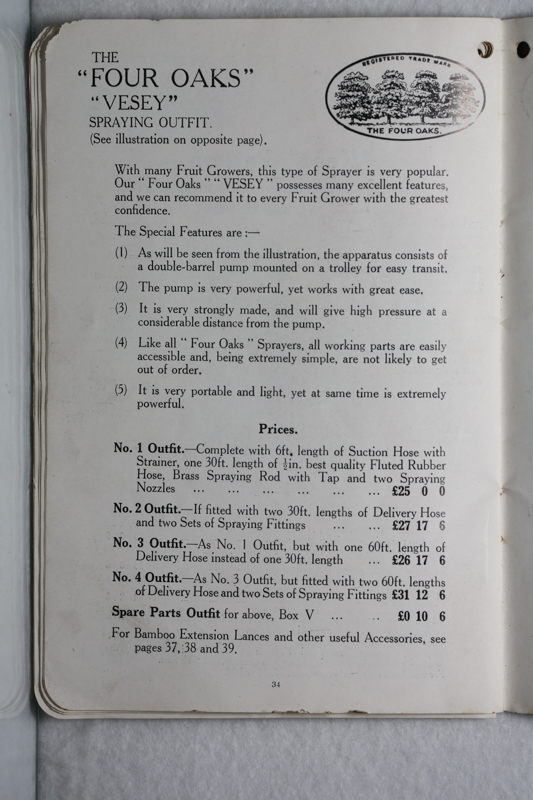 THE
“FOUR OAKS”
“VESEY”
SPRAYING OUTFIT.
(See illustration on opposite page).
REGISTERED TRADE MARK
THE FOUR OAKS.
With many Fruit Growers, this type of Sprayer is very popular.
Our “ Four Oaks ” “ VESEY ” possesses many excellent features,
and we can recommend it to every Fruit Grower with the greatest
confidence.
The Special Features are :—
(1) As will be seen from the illustration, the apparatus consists of
a double-barrel pump mounted on a trolley for easy transit.
(2) The pump is very powerful, yet works with great ease.
(3) It is very strongly made, and will give high pressure at a
considerable distance from the pump.
(4) Like all “ Four Oaks ” Sprayers, all working parts are easily
accessible and, being extremely simple, are not likely to get
out of order.
(5) It is very portable and light, yet at same time is extremely
powerful.
Prices.
No. 1 Outfit.—Complete with 6ft. length of Suction Hose with
Strainer, one 30ft. length of ½in. best quality Fluted Rubber
Hose, Brass Spraying Rod with Tap and two Spraying
Nozzles ... ... ... ... ... ... £25 0 0
No. 2 Outfit.—If fitted with two 30ft. lengths of Delivery Hose
and two Sets of Spraying Fittings ... ... £27 17 6
No. 3 Outfit.—As No. 1 Outfit, but with one 60ft. length of
Delivery Hose instead of one 30ft. length ... £26 17 6
No. 4 Outfit.—As No. 3 Outfit, but fitted with two 60ft. lengths
of Delivery Hose and two Sets of Spraying Fittings £31 12 6
Spare Parts Outfit for above, Box V ... .. £0 10 6
For Bamboo Extension Lances and other useful Accessories, see
pages 37, 38 and 39.
34